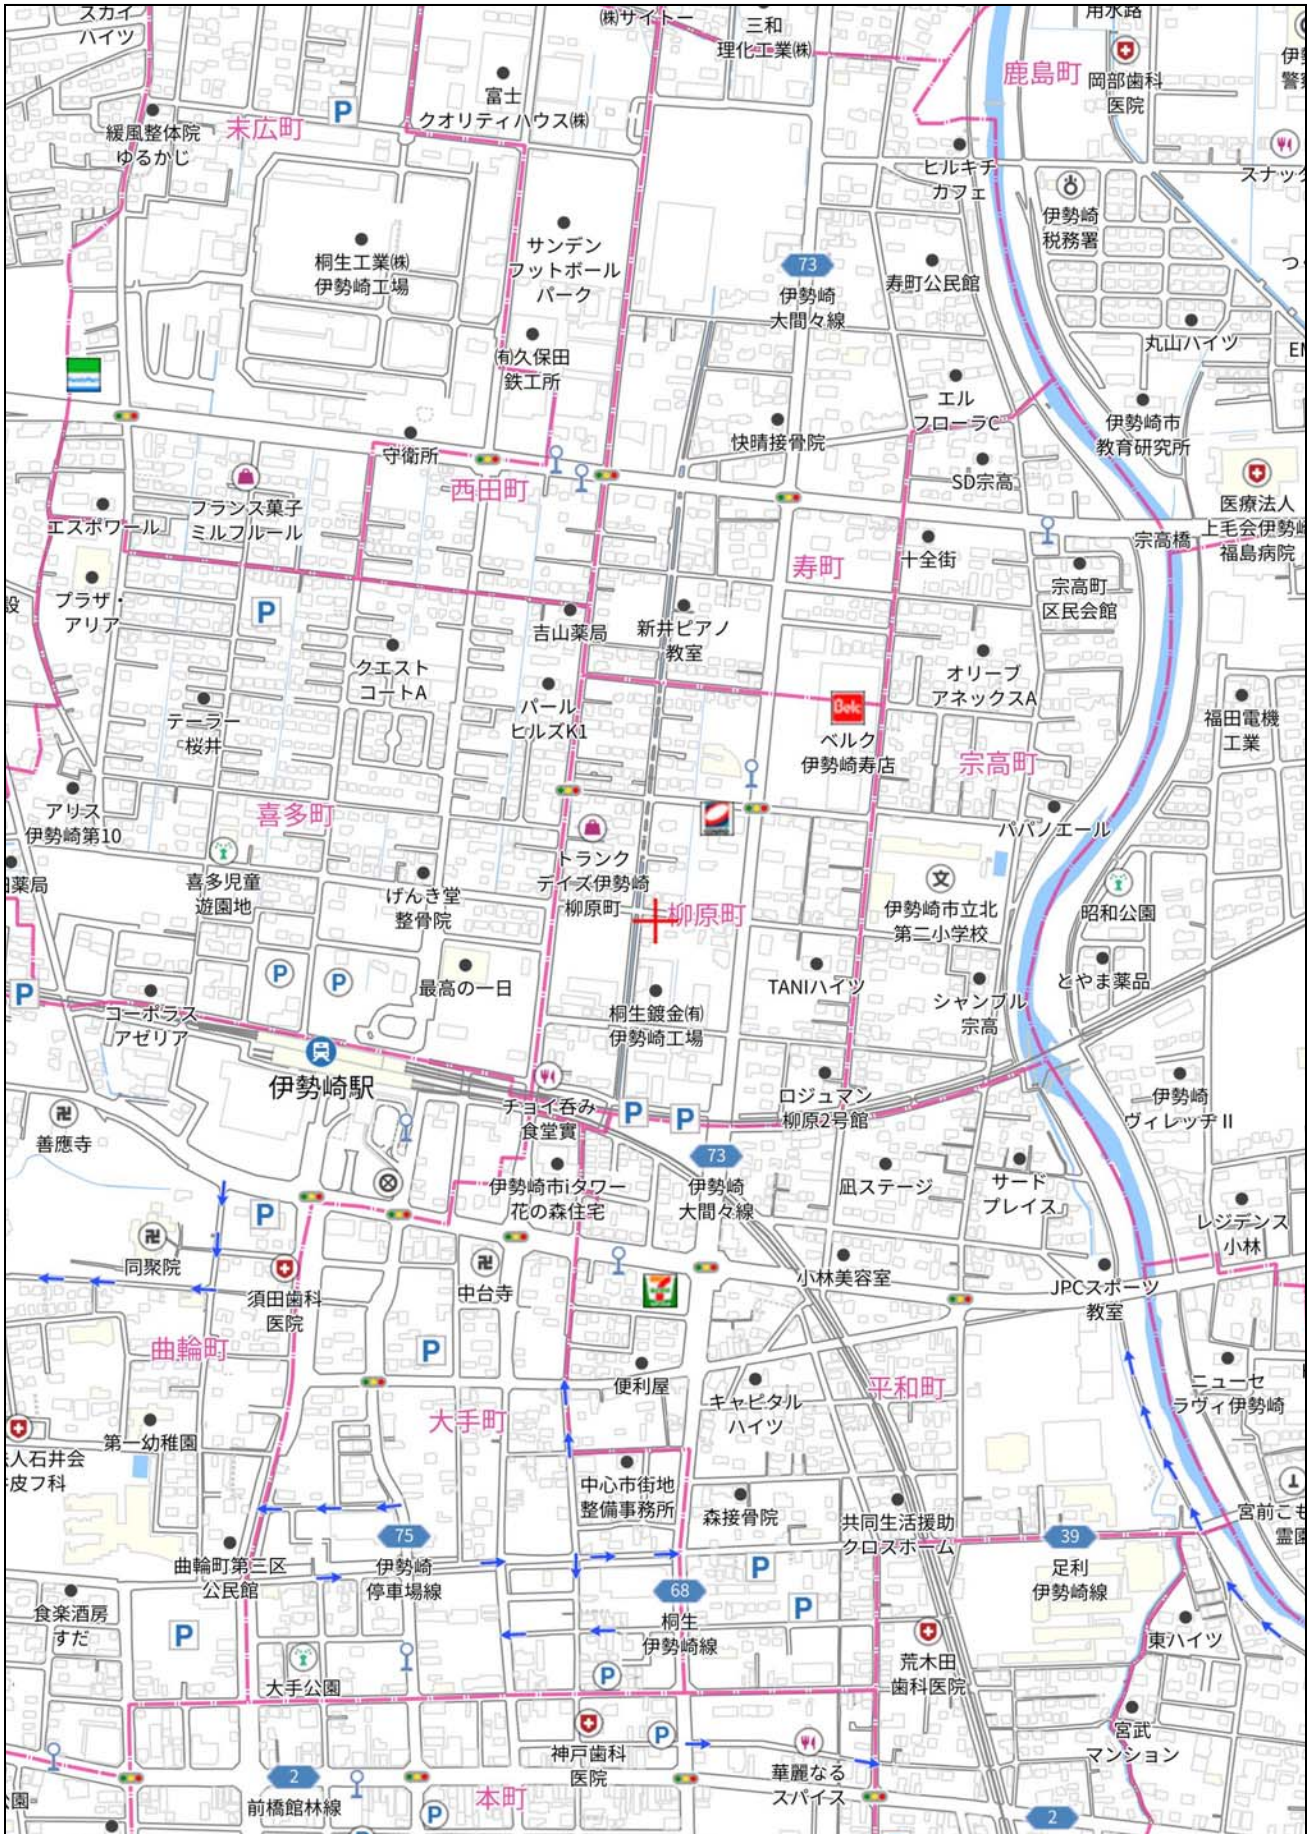 スカイ
ハイツ
㈱サイトー
三和
理化工業㈱
用水路
鹿島町
岡部歯科
医院
富士
クオリティハウス㈱
末広町
緩風整体院
ゆるかじ
ヒルキチ
カフェ
スナック
伊勢崎
税務署
サンデン
フットボール
パーク
桐生工業㈱
伊勢崎工場
73
伊勢崎
大間々線
寿町公民館
丸山ハイツ
㈲久保田
鉄工所
FamilyMart
エル
フローラC
伊勢崎市
教育研究所
快晴接骨院
守衛所
西田町
SD宗高
フランス菓子
ミルフルール
エスポワール
医療法人
上毛会伊勢崎
福島病院
宗高橋
十全街
寿町
宗高町
区民会館
プラザ・
アリア
P
吉山薬局
新井ピアノ
教室
クエスト
コートA
オリーブ
アネックスA
テーラー
桜井
パール
ヒルズK1
Belc
ベルク
伊勢崎寿店
福田電機
工業
宗高町
アリス
伊勢崎第10
喜多町
パパノエール
トランク
デイズ伊勢崎
柳原町
喜多児童
遊園地
げんき堂
整骨院
柳原町
文
伊勢崎市立北
第二小学校
昭和公園
P
P
P
最高の一日
TANIハイツ
シャンブル
宗高
とやま薬品
コーポラス
アゼリア
桐生鍍金㈲
伊勢崎工場
伊勢崎駅
チョイ呑み
食堂實
P
P
ロジュマン
柳原2号館
伊勢崎
ヴィレッヂⅡ
善應寺
73
伊勢崎
大間々線
伊勢崎市iタワー
花の森住宅
凪ステージ
サード
プレイス
P
レジデンス
小林
同聚院
須田歯科
医院
中台寺
小林美容室
JPCスポーツ
教室
曲輪町
P
便利屋
キャピタル
ハイツ
平和町
ニューセ
ラヴィ伊勢崎
大手町
第一幼稚園
人石井会
皮フ科
中心市街地
整備事務所
森接骨院
共同生活援助
クロスホーム
39
足利
伊勢崎線
宮前こも
霊園
75
伊勢崎
停車場線
曲輪町第三区
公民館
P
68
桐生
伊勢崎線
P
食楽酒房
すだ
P
東ハイツ
荒木田
歯科医院
大手公園
P
宮武
マンション
神戸歯科
医院
P
華麗なる
スパイス
2
前橋館林線
本町
P
2